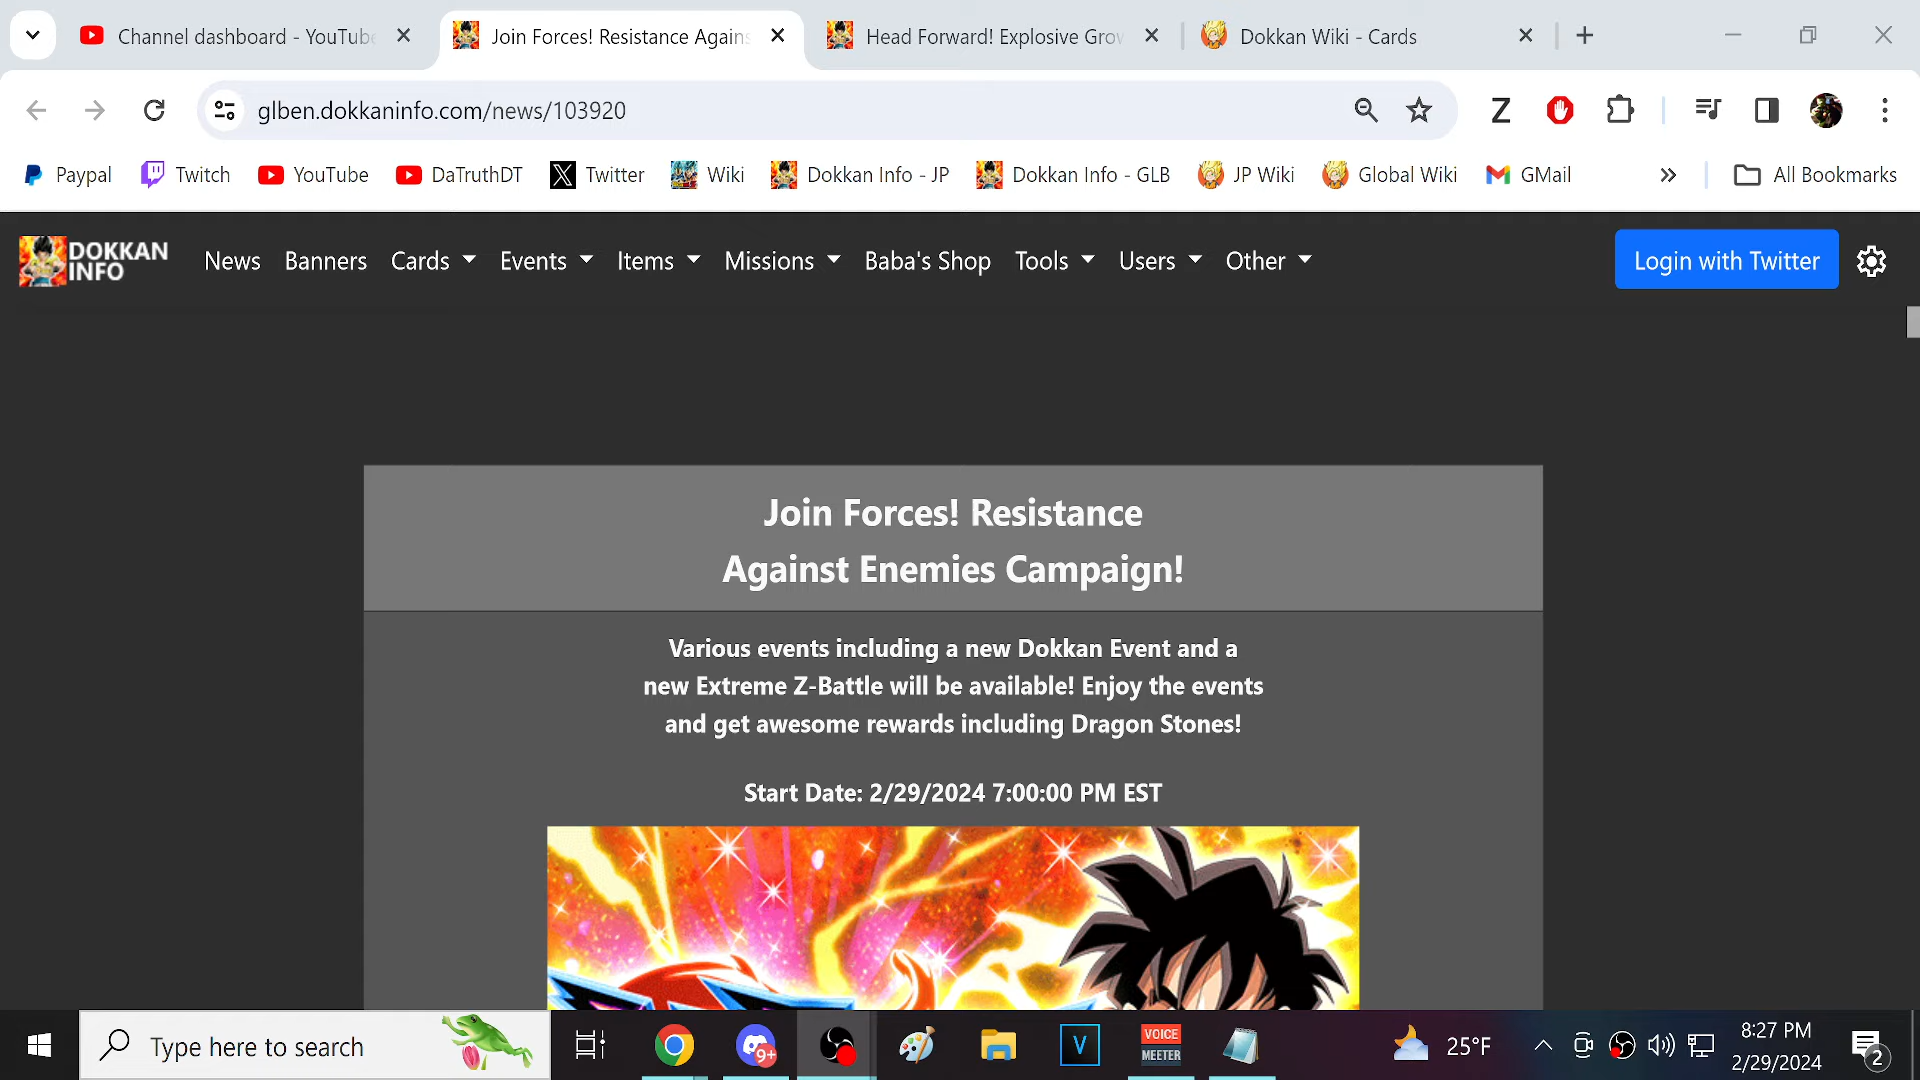 Channel dashboard - YouTube
Join Forces! Resistance Agains
Head Forward! Explosive Grov
Dokkan Wiki - Cards
glben.dokkaninfo.com/news/103920
Z
Paypal
Twitch
YouTube
DaTruthDT
Twitter
Wiki
Dokkan Info - JP
Dokkan Info - GLB
JP Wiki
Global Wiki
GMail
All Bookmarks
DOKKAN
INFO
News
Banners
Cards
Events
Items
Missions
Baba's Shop
Tools
Users
Other
Login with Twitter
Join Forces! Resistance
Against Enemies Campaign!
Various events including a new Dokkan Event and a
new Extreme Z-Battle will be available! Enjoy the events
and get awesome rewards including Dragon Stones!
Start Date: 2/29/2024 7:00:00 PM EST
Type here to search
9+
V
VOICE
MEETER
25°F
8:27 PM
2/29/2024
2